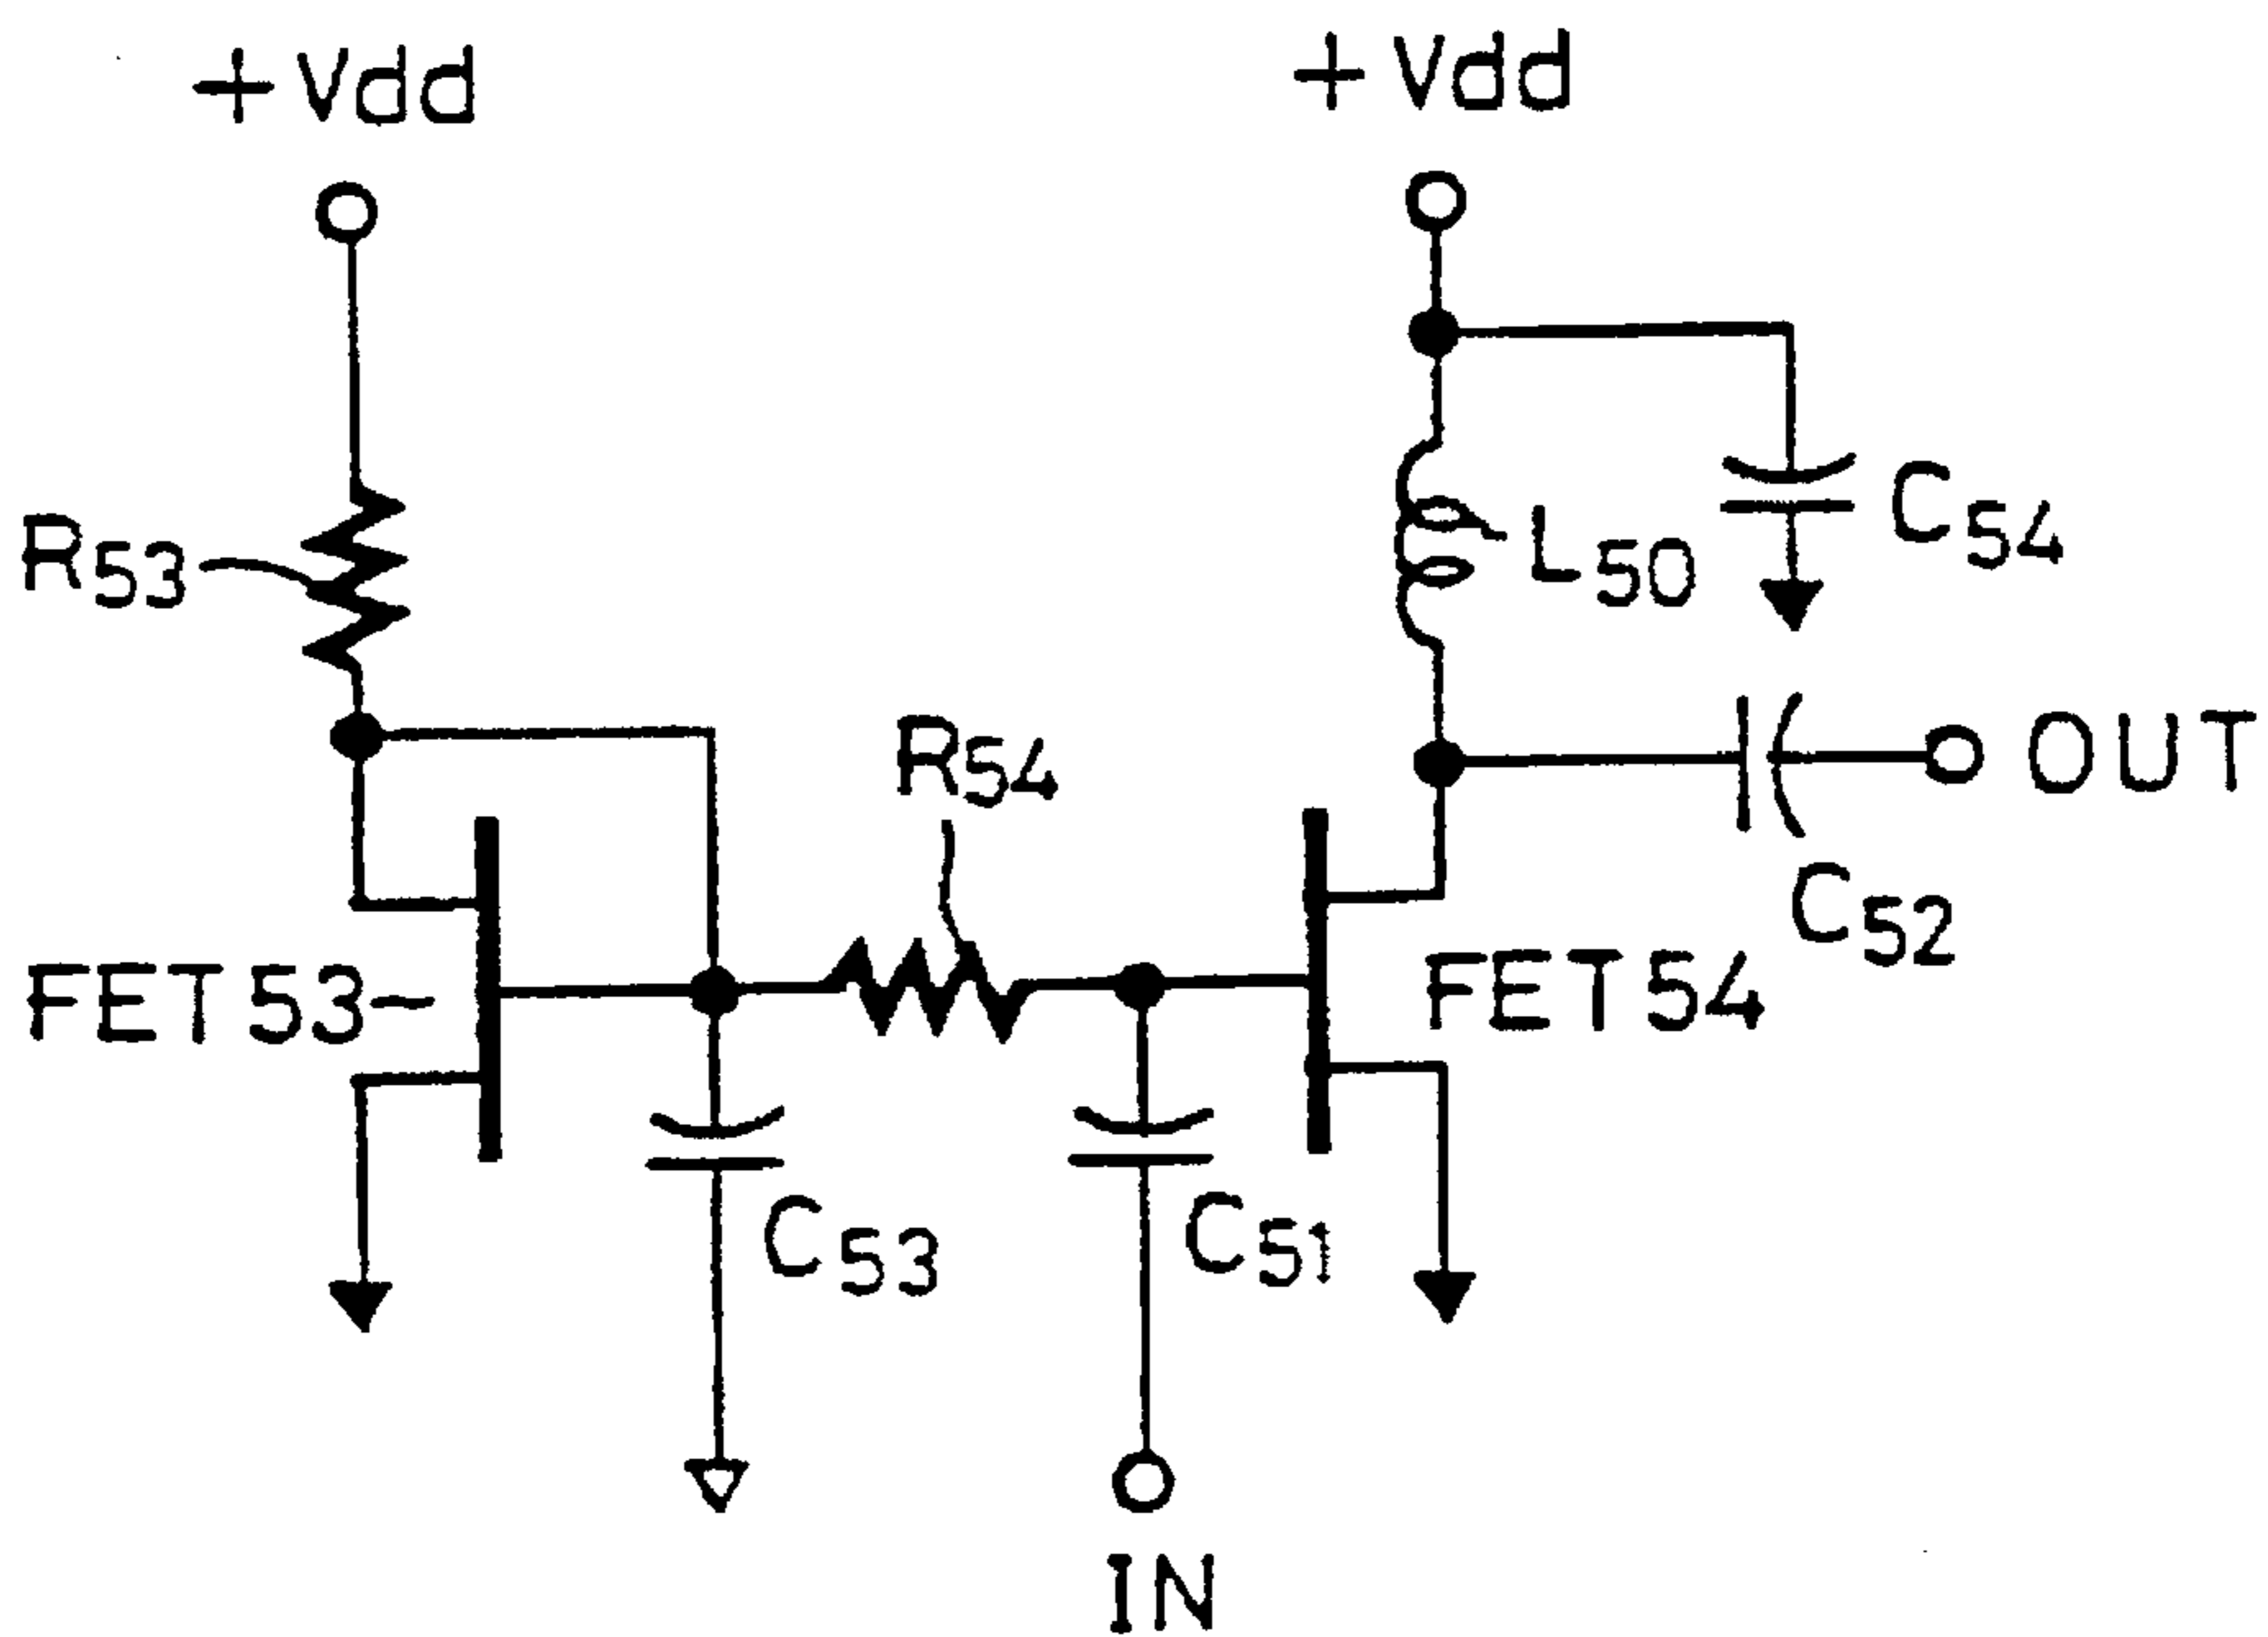 +Vdd
+Vdd
R53
L50
C54
R54
OUT
C52
FET53
FET54
C53
C51
IN